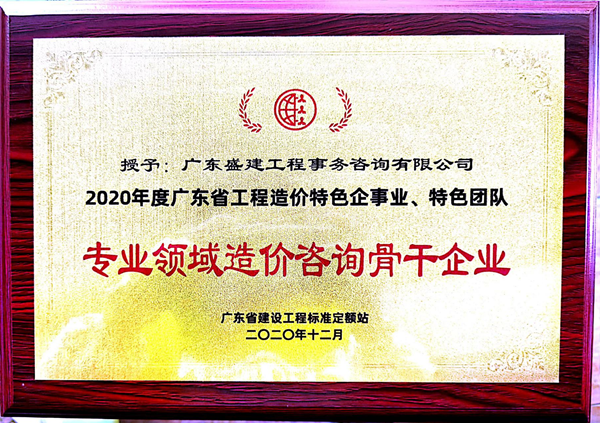 授予：广东盛建工程事务咨询有限公司
2020年度广东省工程造价特色企事业、特色团队
专业领域造价咨询骨干企业
广东省建设工程标准定额站
二〇二〇年十二月